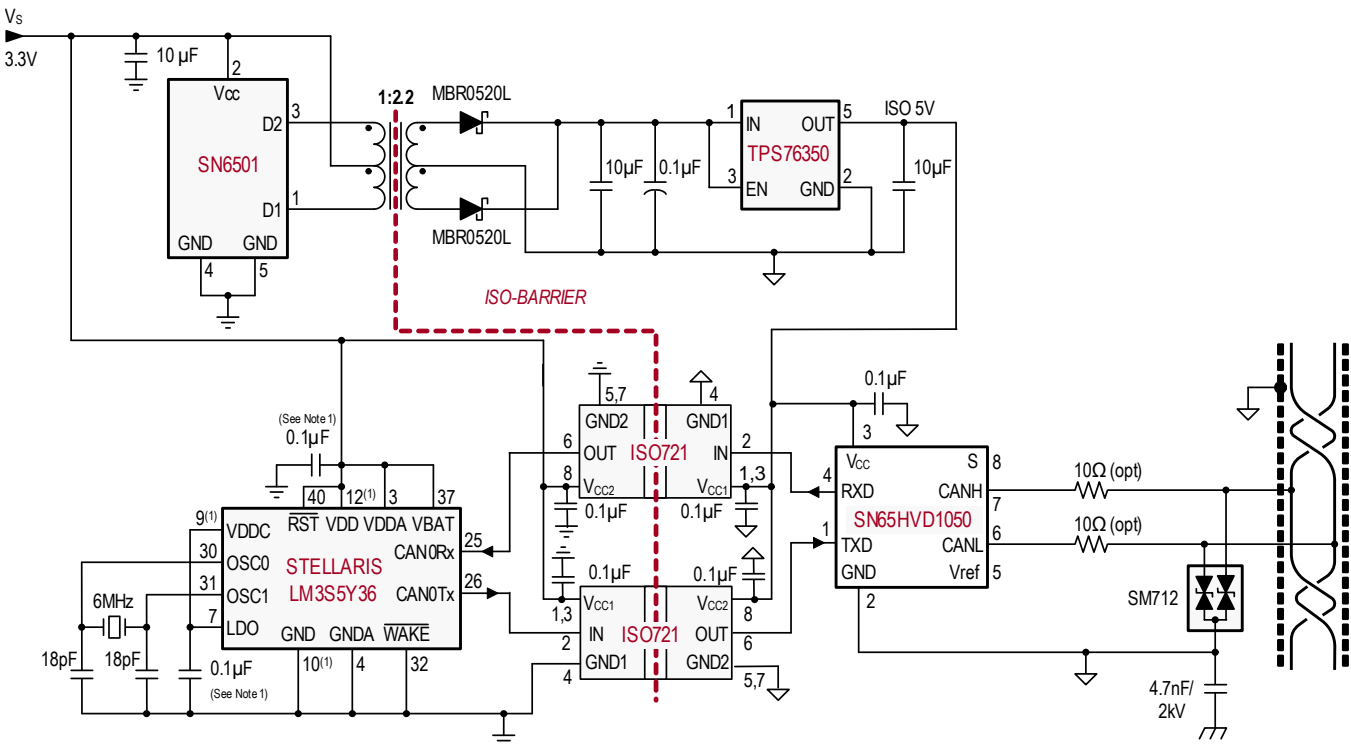 VS
3.3V
10 µF
2
Vcc
3
D2
SN6501
D1
1
GND GND
4 5
1:2.2
MBR0520L
MBR0520L
10µF
0.1µF
1 IN OUT 5
TPS76350
3 EN GND 2
ISO 5V
10µF
ISO-BARRIER
(See Note 1)
0.1µF
40 12(1) 3 37
RST VDD VDDA VBAT
9(1) VDDC
30 OSC0
31 OSC1
7 LDO
STELLARIS
LM3S5Y36
CAN0Rx 25
CAN0Tx 26
GND GNDA WAKE
10(1) 4 32
6MHz
18pF
18pF
0.1µF
(See Note 1)
5,7
GND2
6 OUT
8 VCC2
ISO721
4
GND1
IN 2
VCC1 1,3
0.1µF
0.1µF
0.1µF
0.1µF
1,3 VCC1
2 IN
4 GND1
ISO721
VCC2 8
OUT 6
GND2 5,7
0.1µF
3
VCC
S 8
4 RXD
CANH 7
SN65HVD1050
1 TXD
CANL 6
GND
Vref 5
2
10Ω (opt)
10Ω (opt)
SM712
4.7nF/
2kV